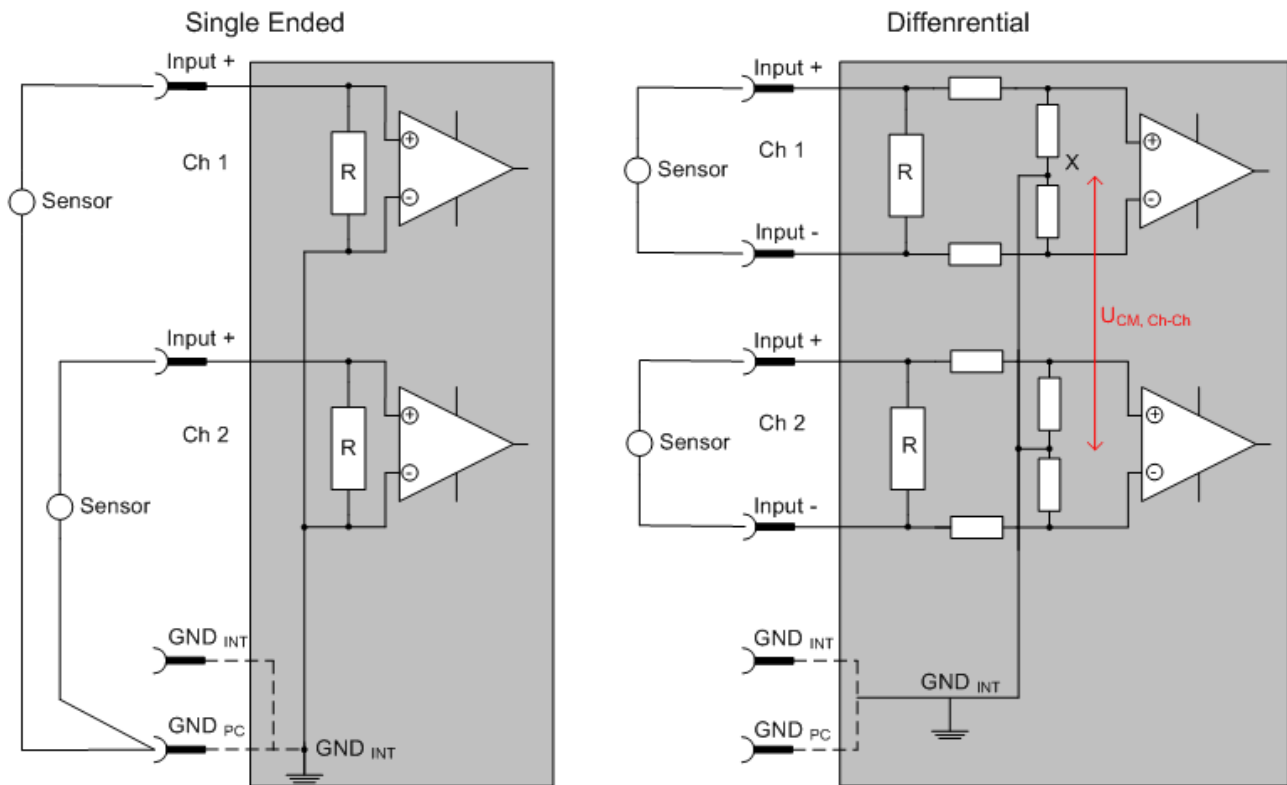 Single Ended
Input +
Ch 1
R
+
-
Sensor
Input +
Ch 2
R
+
-
Sensor
GND INT
GND PC
GND INT
Diffenrential
Input +
Ch 1
Sensor
R
X
+
-
Input -
U CM, Ch-Ch
Input +
Ch 2
Sensor
R
+
-
Input -
GND INT
GND INT
GND PC